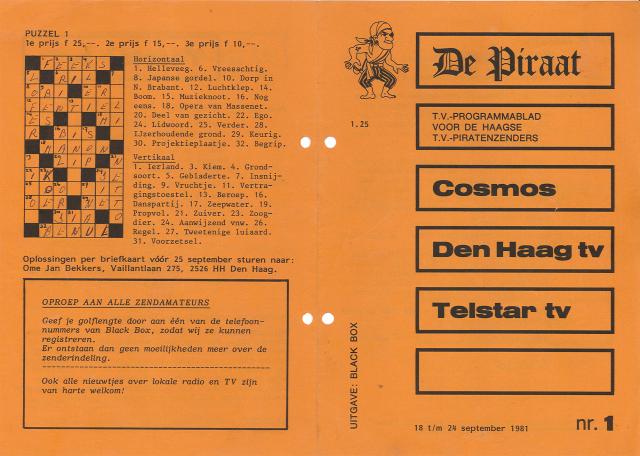 PUZZEL 1
1e prijs f 25,--. 2e prijs f 15,--. 3e prijs f 10,--.
Horizontaal
1. Helleveeg. 6. Vreesachtig.
8. Japanse gordel. 10. Dorp in
N. Brabant. 12. Luchtklep. 14.
Boom. 15. Muzieknoot. 16. Nog
eens. 18. Opera van Massenet.
20. Deel van gezicht. 22. Ego.
24. Lidwoord. 25. Verder. 28.
IJzerhoudende grond. 29. Keurig.
30. Projektieplaatje. 32. Begrip.
Vertikaal
1. Ierland. 3. Kiem. 4. Grond-
soort. 5. Gebladerte. 7. Insnij-
ding. 9. Vruchtje. 11. Vertra-
gingstoestel. 13. Beroep. 16.
Danspartij. 17. Zeepwater. 19.
Propvol. 21. Zuiver. 23. Zoog-
dier. 24. Aanwijzend vnw. 26.
Regel. 27. Tweetenige luiaard.
31. Voorzetsel.
Oplossingen per briefkaart vóór 25 september sturen naar:
Ome Jan Bekkers, Vaillantlaan 275, 2526 HH Den Haag.
OPROEP AAN ALLE ZENDAMATEURS
Geef je golflengte door aan één van de telefoon-
nummers van Black Box, zodat wij ze kunnen
registreren.
Er ontstaan dan geen moeilijkheden meer over de
zenderindeling.
Ook alle nieuwtjes over lokale radio en TV zijn
van harte welkom!
1.25
UITGAVE: BLACK BOX
De Piraat
T.V.-PROGRAMMABLAD
VOOR DE HAAGSE
T.V.-PIRATENZENDERS
Cosmos
Den Haag tv
Telstar tv
18 t/m 24 september 1981
nr. 1